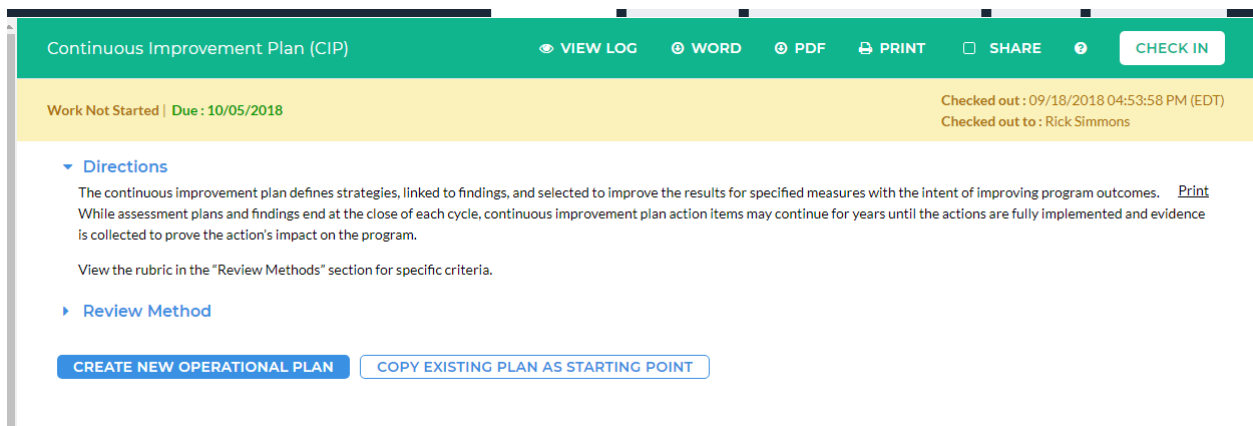 Continuous Improvement Plan (CIP) VIEW LOG WORD PDF PRINT SHARE CHECK IN
Work Not Started | Due : 10/05/2018
Checked out : 09/18/2018 04:53:58 PM (EDT)
Checked out to : Rick Simmons
Directions
The continuous improvement plan defines strategies, linked to findings, and selected to improve the results for specified measures with the intent of improving program outcomes. Print
While assessment plans and findings end at the close of each cycle, continuous improvement plan action items may continue for years until the actions are fully implemented and evidence
is collected to prove the action's impact on the program.
View the rubric in the "Review Methods" section for specific criteria.
Review Method
CREATE NEW OPERATIONAL PLAN COPY EXISTING PLAN AS STARTING POINT